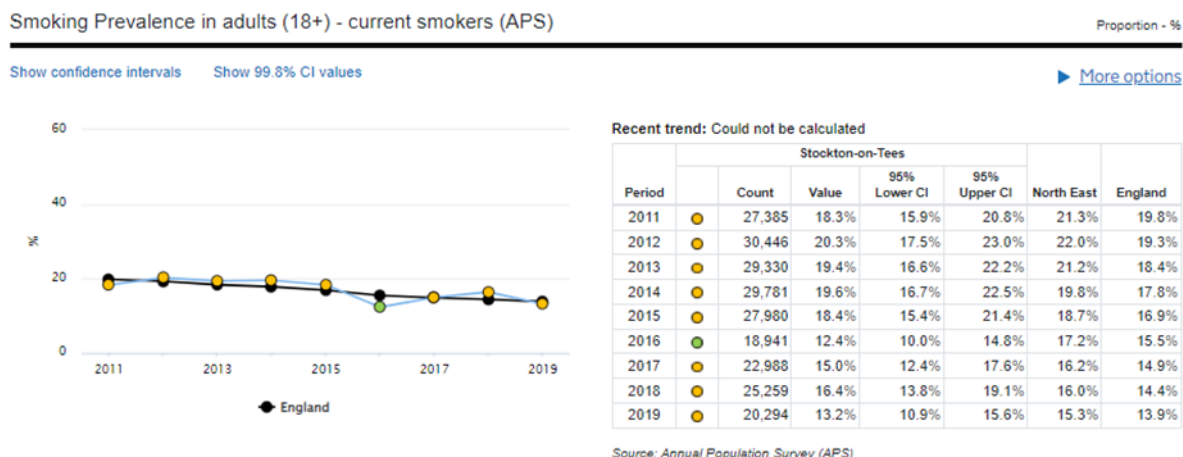 Smoking Prevalence in adults (18+) - current smokers (APS)
Proportion - %
Show confidence intervals Show 99.8% CI values
More options
60
40
%
20
0
2011 2013 2015 2017 2019
England
Recent trend: Could not be calculated
Stockton-on-Tees
Period Count Value 95% Lower CI 95% Upper CI North East England
2011 27,385 18.3% 15.9% 20.8% 21.3% 19.8%
2012 30,446 20.3% 17.5% 23.0% 22.0% 19.3%
2013 29,330 19.4% 16.6% 22.2% 21.2% 18.4%
2014 29,781 19.6% 16.7% 22.5% 19.8% 17.8%
2015 27,980 18.4% 15.4% 21.4% 18.7% 16.9%
2016 18,941 12.4% 10.0% 14.8% 17.2% 15.5%
2017 22,988 15.0% 12.4% 17.6% 16.2% 14.9%
2018 25,259 16.4% 13.8% 19.1% 16.0% 14.4%
2019 20,294 13.2% 10.9% 15.6% 15.3% 13.9%
Source: Annual Population Survey (APS)